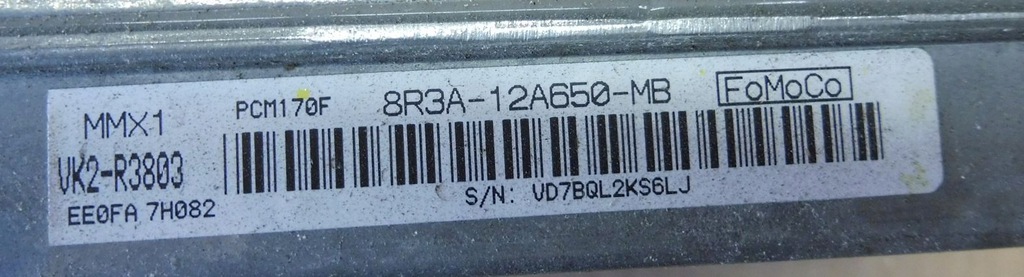 MMX1 PCM170F 8R3A-12A650-MB FoMoCo
VK2-R3803
EE0FA 7H082 S/N: VD7BQL2KS6LJ